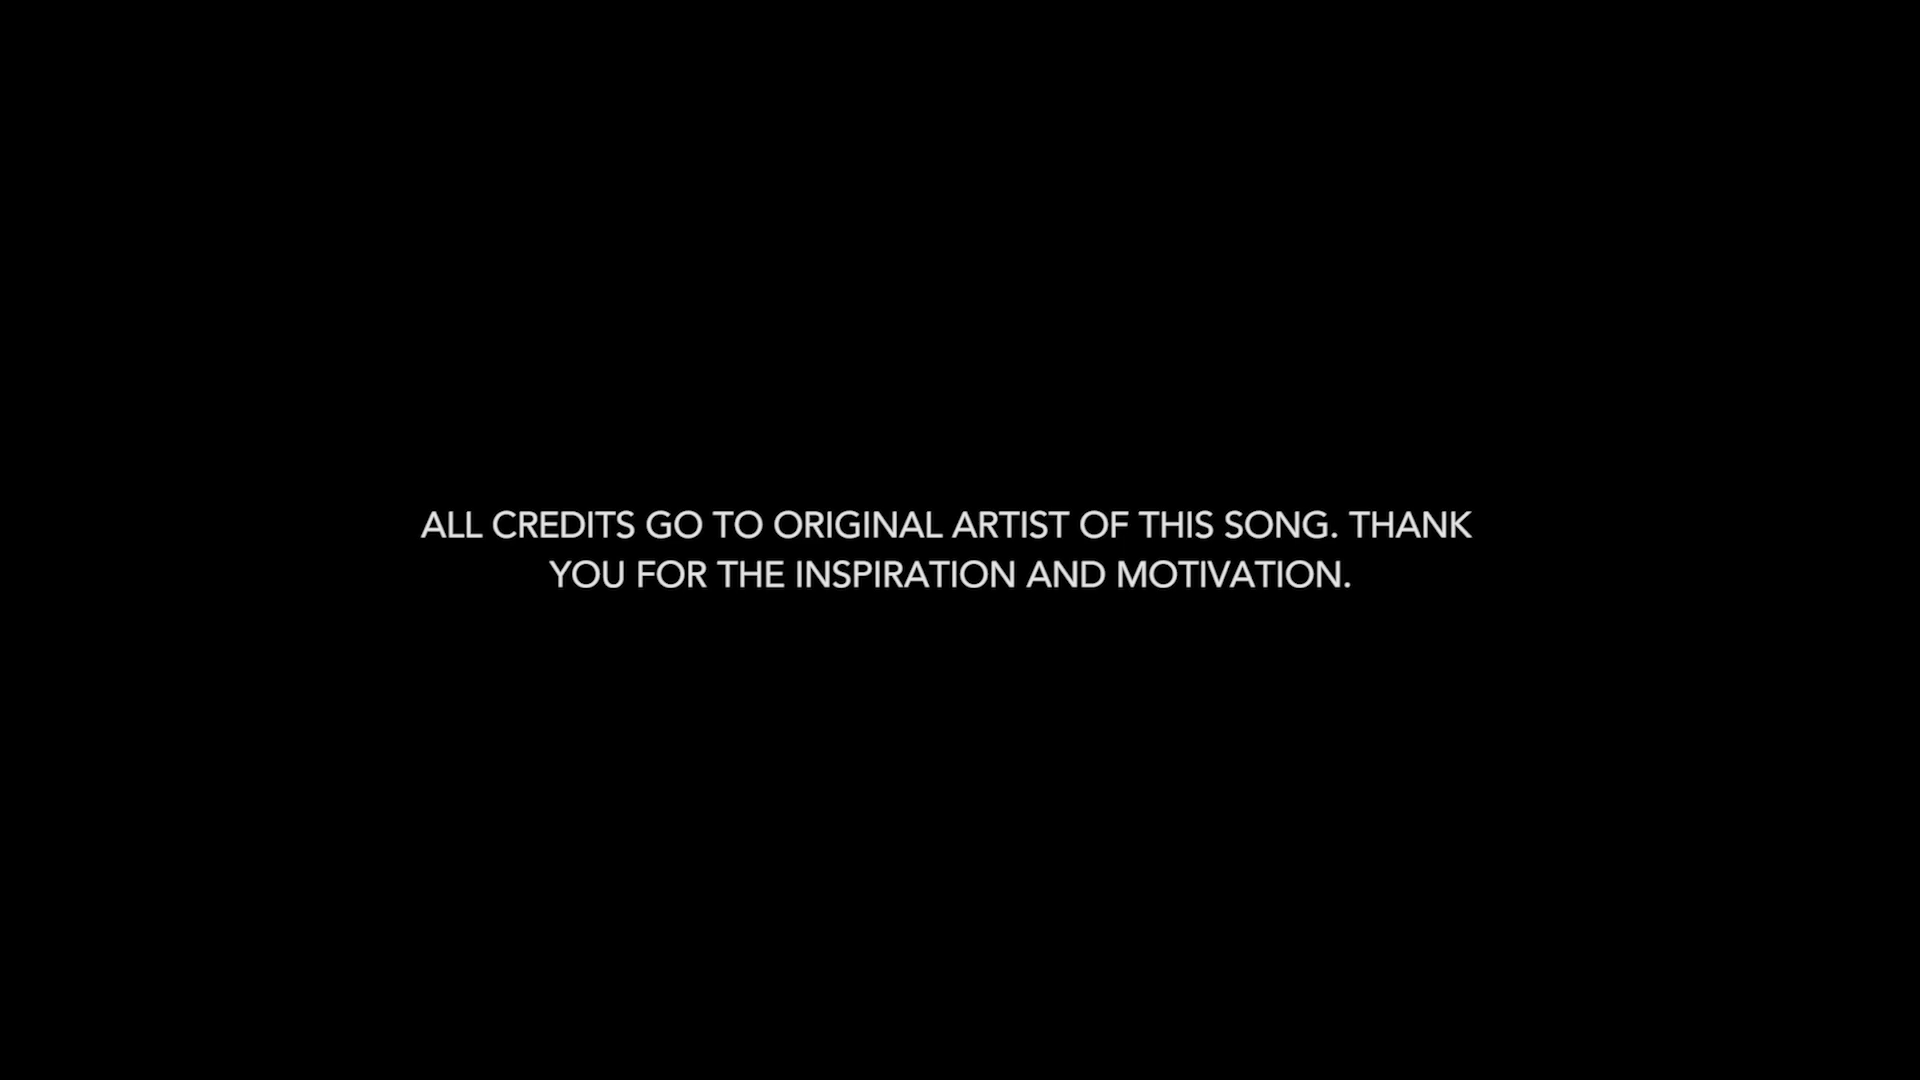 ALL CREDITS GO TO ORIGINAL ARTIST OF THIS SONG. THANK
YOU FOR THE INSPIRATION AND MOTIVATION.